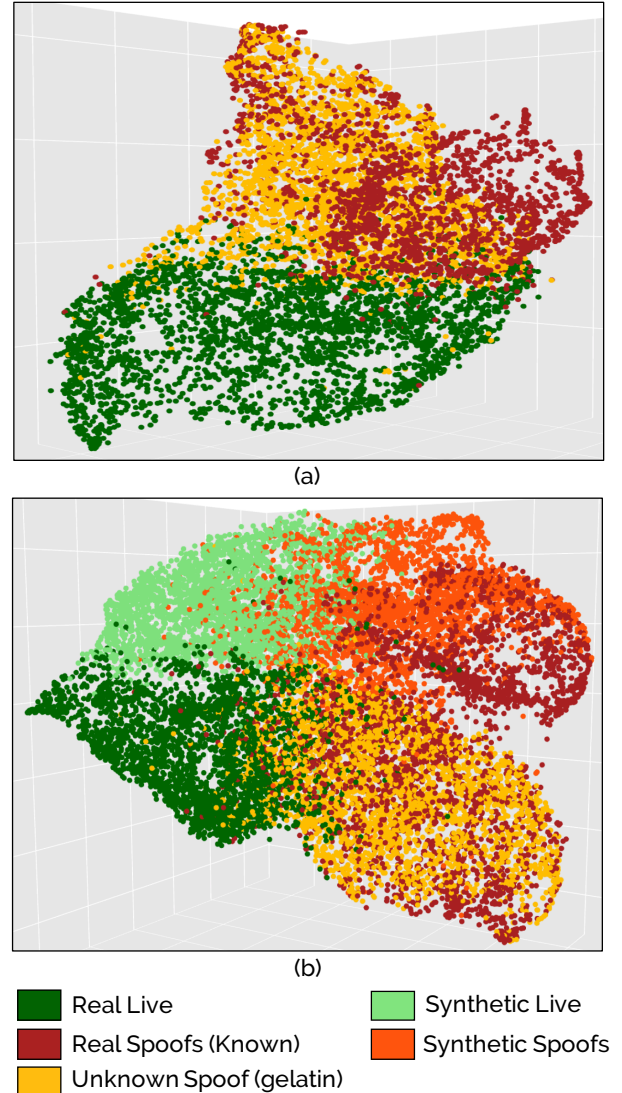 (a)
(b)
Real Live
Synthetic Live
Real Spoofs (Known)
Synthetic Spoofs
Unknown Spoof (gelatin)